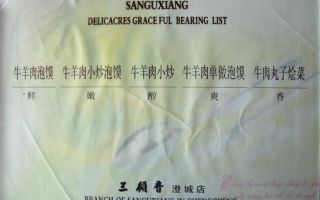 SANGUXIANG
DELICACRES GRACE FUL BEARING LIST
牛羊肉泡馍 牛羊肉小炒泡馍 牛羊肉小炒 牛羊肉单做泡馍 牛肉丸子烩菜
鲜 嫩 醇 爽 香
三顾香 澄城店
BRANCH OF SANGUXIANG IN CHENGCHENG